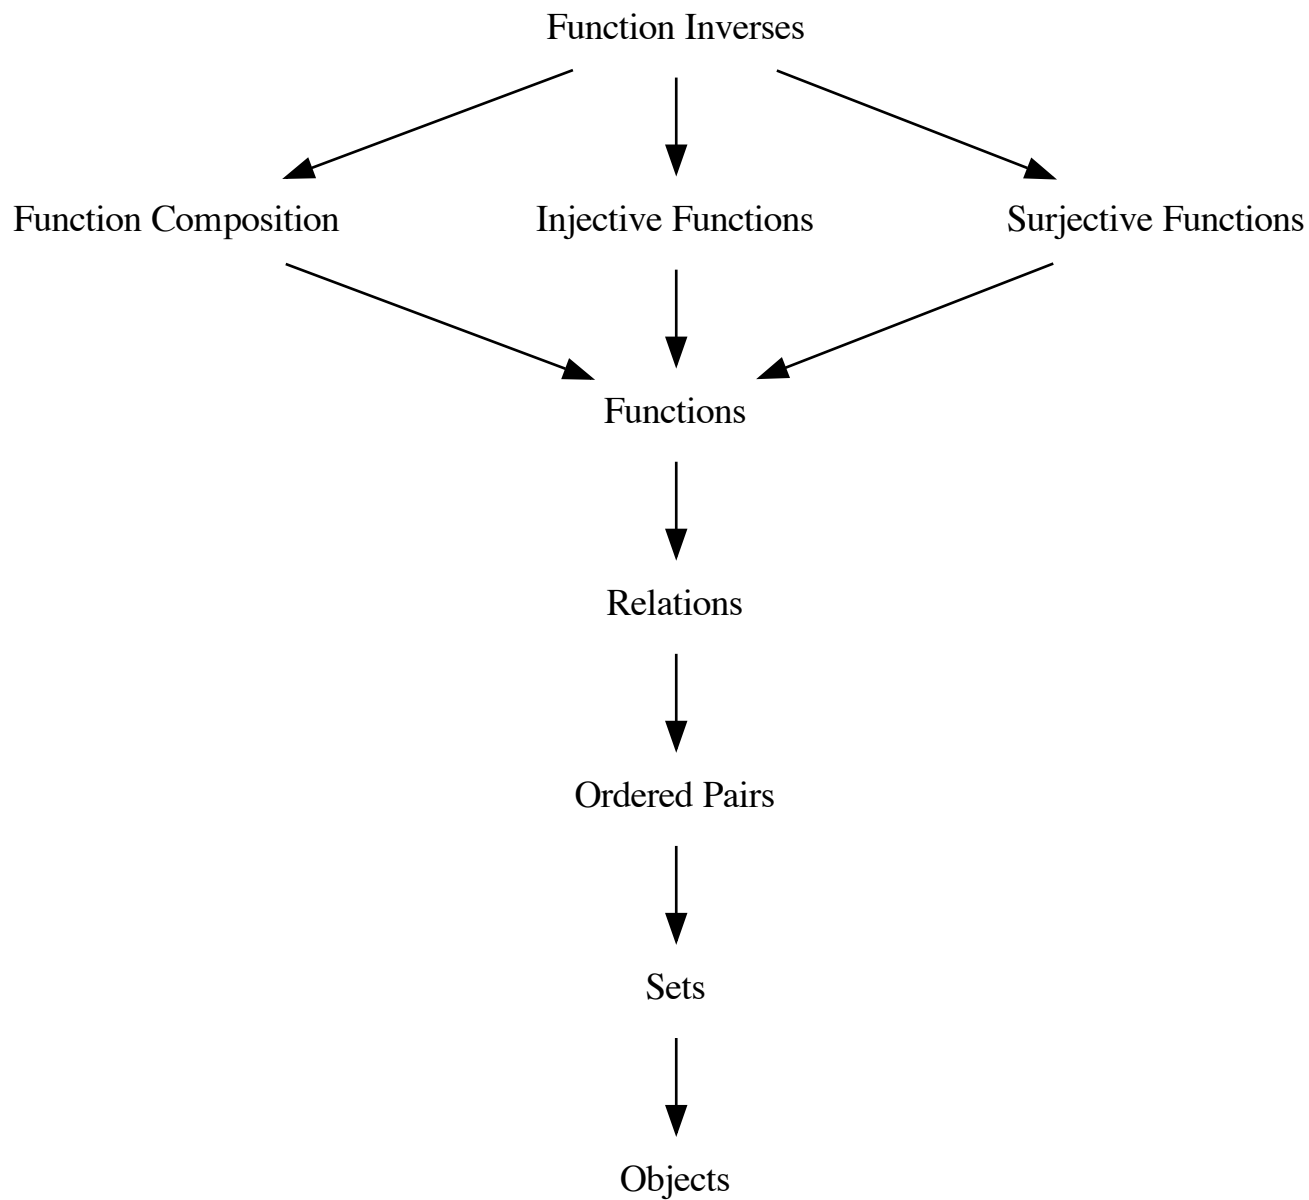 Function Inverses
Function Composition
Injective Functions
Surjective Functions
Functions
Relations
Ordered Pairs
Sets
Objects